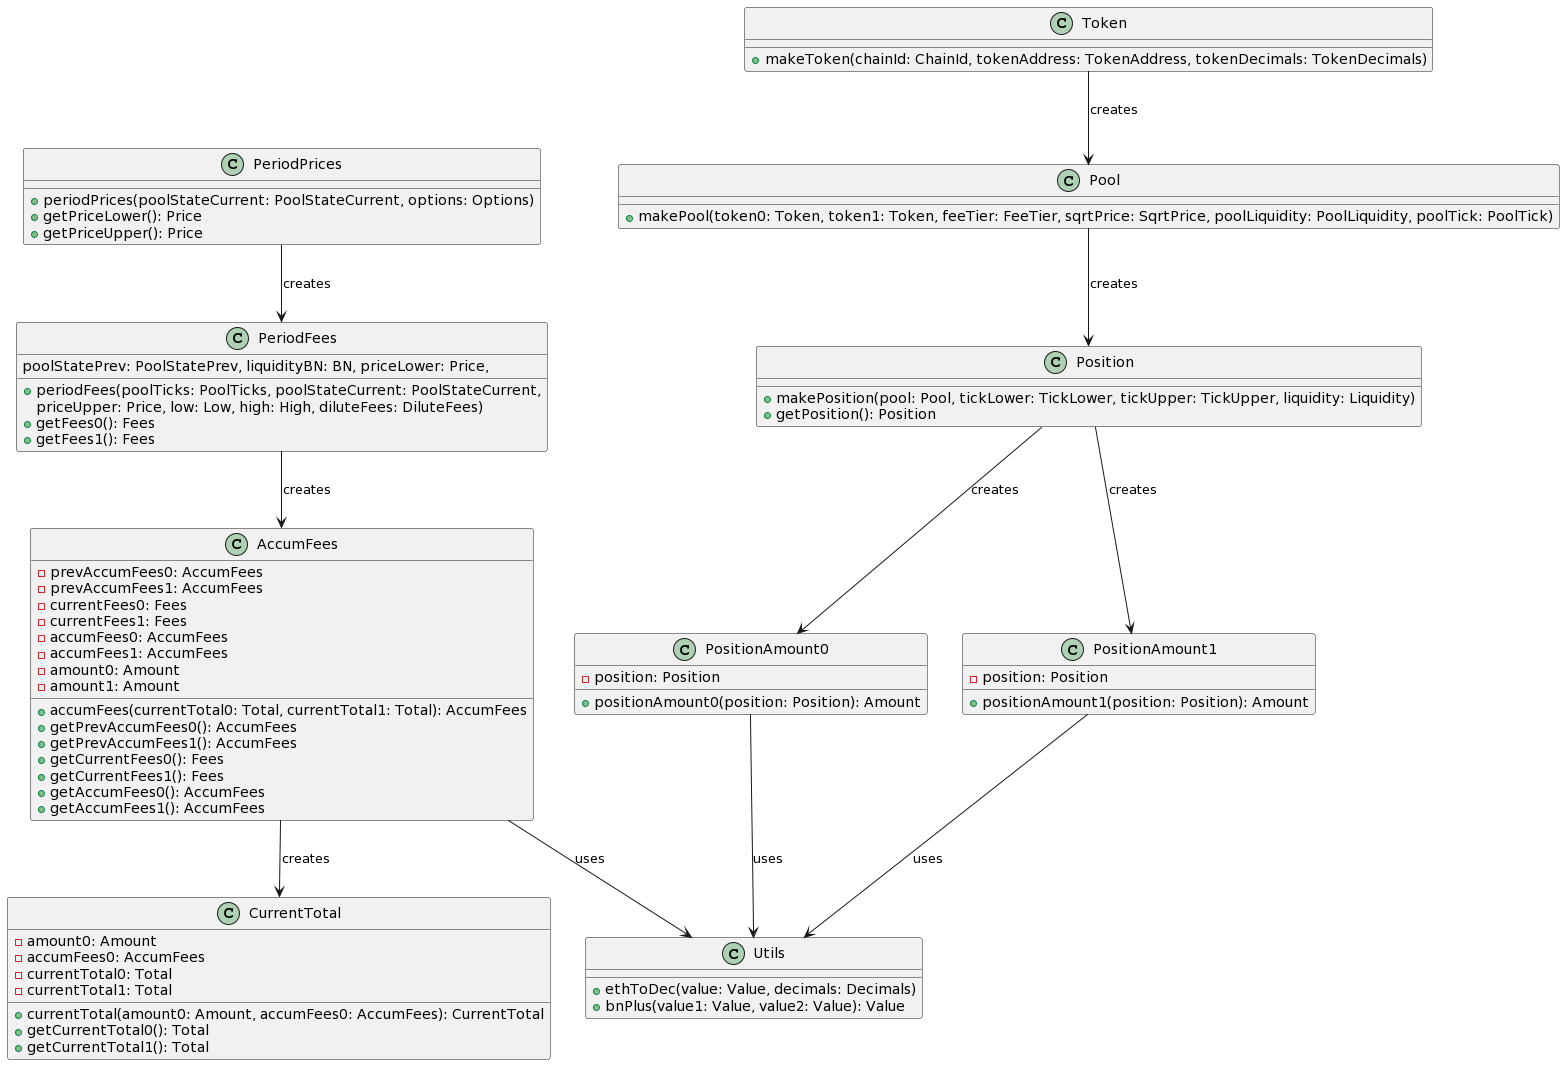 C Token
makeToken(chainId: ChainId, tokenAddress: TokenAddress, tokenDecimals: TokenDecimals)
creates
C PeriodPrices
periodPrices(poolStateCurrent: PoolStateCurrent, options: Options)
getPriceLower(): Price
getPriceUpper(): Price
C Pool
makePool(token0: Token, token1: Token, feeTier: FeeTier, sqrtPrice: SqrtPrice, poolLiquidity: PoolLiquidity, poolTick: PoolTick)
creates
creates
C PeriodFees
poolStatePrev: PoolStatePrev, liquidityBN: BN, priceLower: Price,
periodFees(poolTicks: PoolTicks, poolStateCurrent: PoolStateCurrent,
priceUpper: Price, low: Low, high: High, diluteFees: DiluteFees)
getFees0(): Fees
getFees1(): Fees
C Position
makePosition(pool: Pool, tickLower: TickLower, tickUpper: TickUpper, liquidity: Liquidity)
getPosition(): Position
creates
creates
creates
C AccumFees
prevAccumFees0: AccumFees
prevAccumFees1: AccumFees
currentFees0: Fees
currentFees1: Fees
accumFees0: AccumFees
accumFees1: AccumFees
amount0: Amount
amount1: Amount
accumFees(currentTotal0: Total, currentTotal1: Total): AccumFees
getPrevAccumFees0(): AccumFees
getPrevAccumFees1(): AccumFees
getCurrentFees0(): Fees
getCurrentFees1(): Fees
getAccumFees0(): AccumFees
getAccumFees1(): AccumFees
C PositionAmount0
position: Position
positionAmount0(position: Position): Amount
C PositionAmount1
position: Position
positionAmount1(position: Position): Amount
creates
uses
uses
uses
C CurrentTotal
amount0: Amount
accumFees0: AccumFees
currentTotal0: Total
currentTotal1: Total
currentTotal(amount0: Amount, accumFees0: AccumFees): CurrentTotal
getCurrentTotal0(): Total
getCurrentTotal1(): Total
C Utils
ethToDec(value: Value, decimals: Decimals)
bnPlus(value1: Value, value2: Value): Value